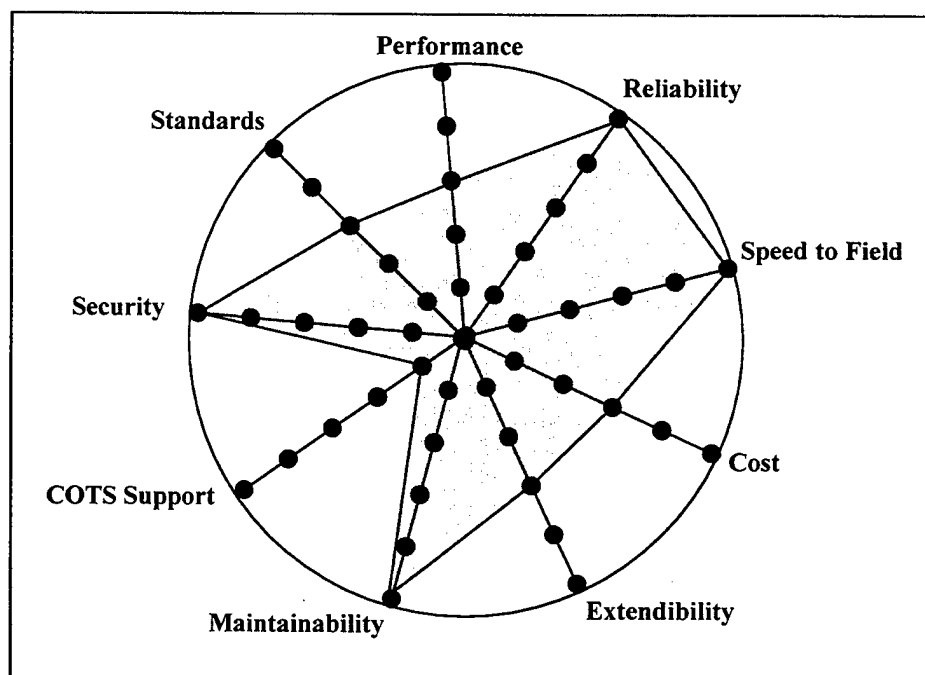 Performance
Reliability
Standards
Speed to Field
Security
Cost
COTS Support
Extendibility
Maintainability